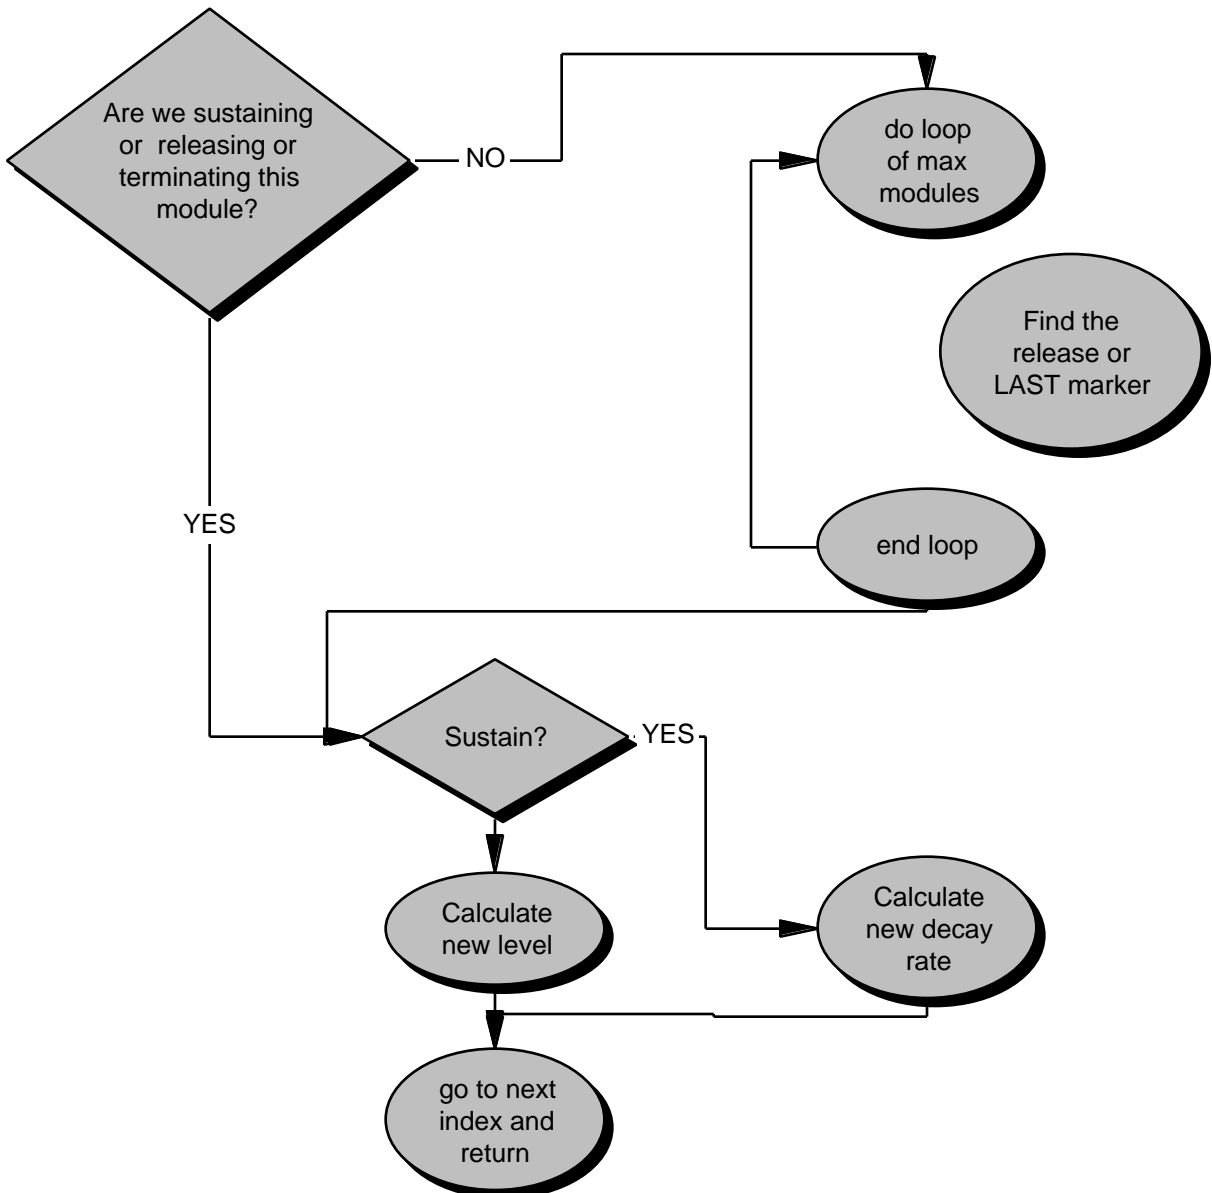 Are we sustaining
or releasing or
terminating this
module?
NO
do loop
of max
modules
Find the
release or
LAST marker
YES
end loop
Sustain?
YES
Calculate
new level
Calculate
new decay
rate
go to next
index and
return